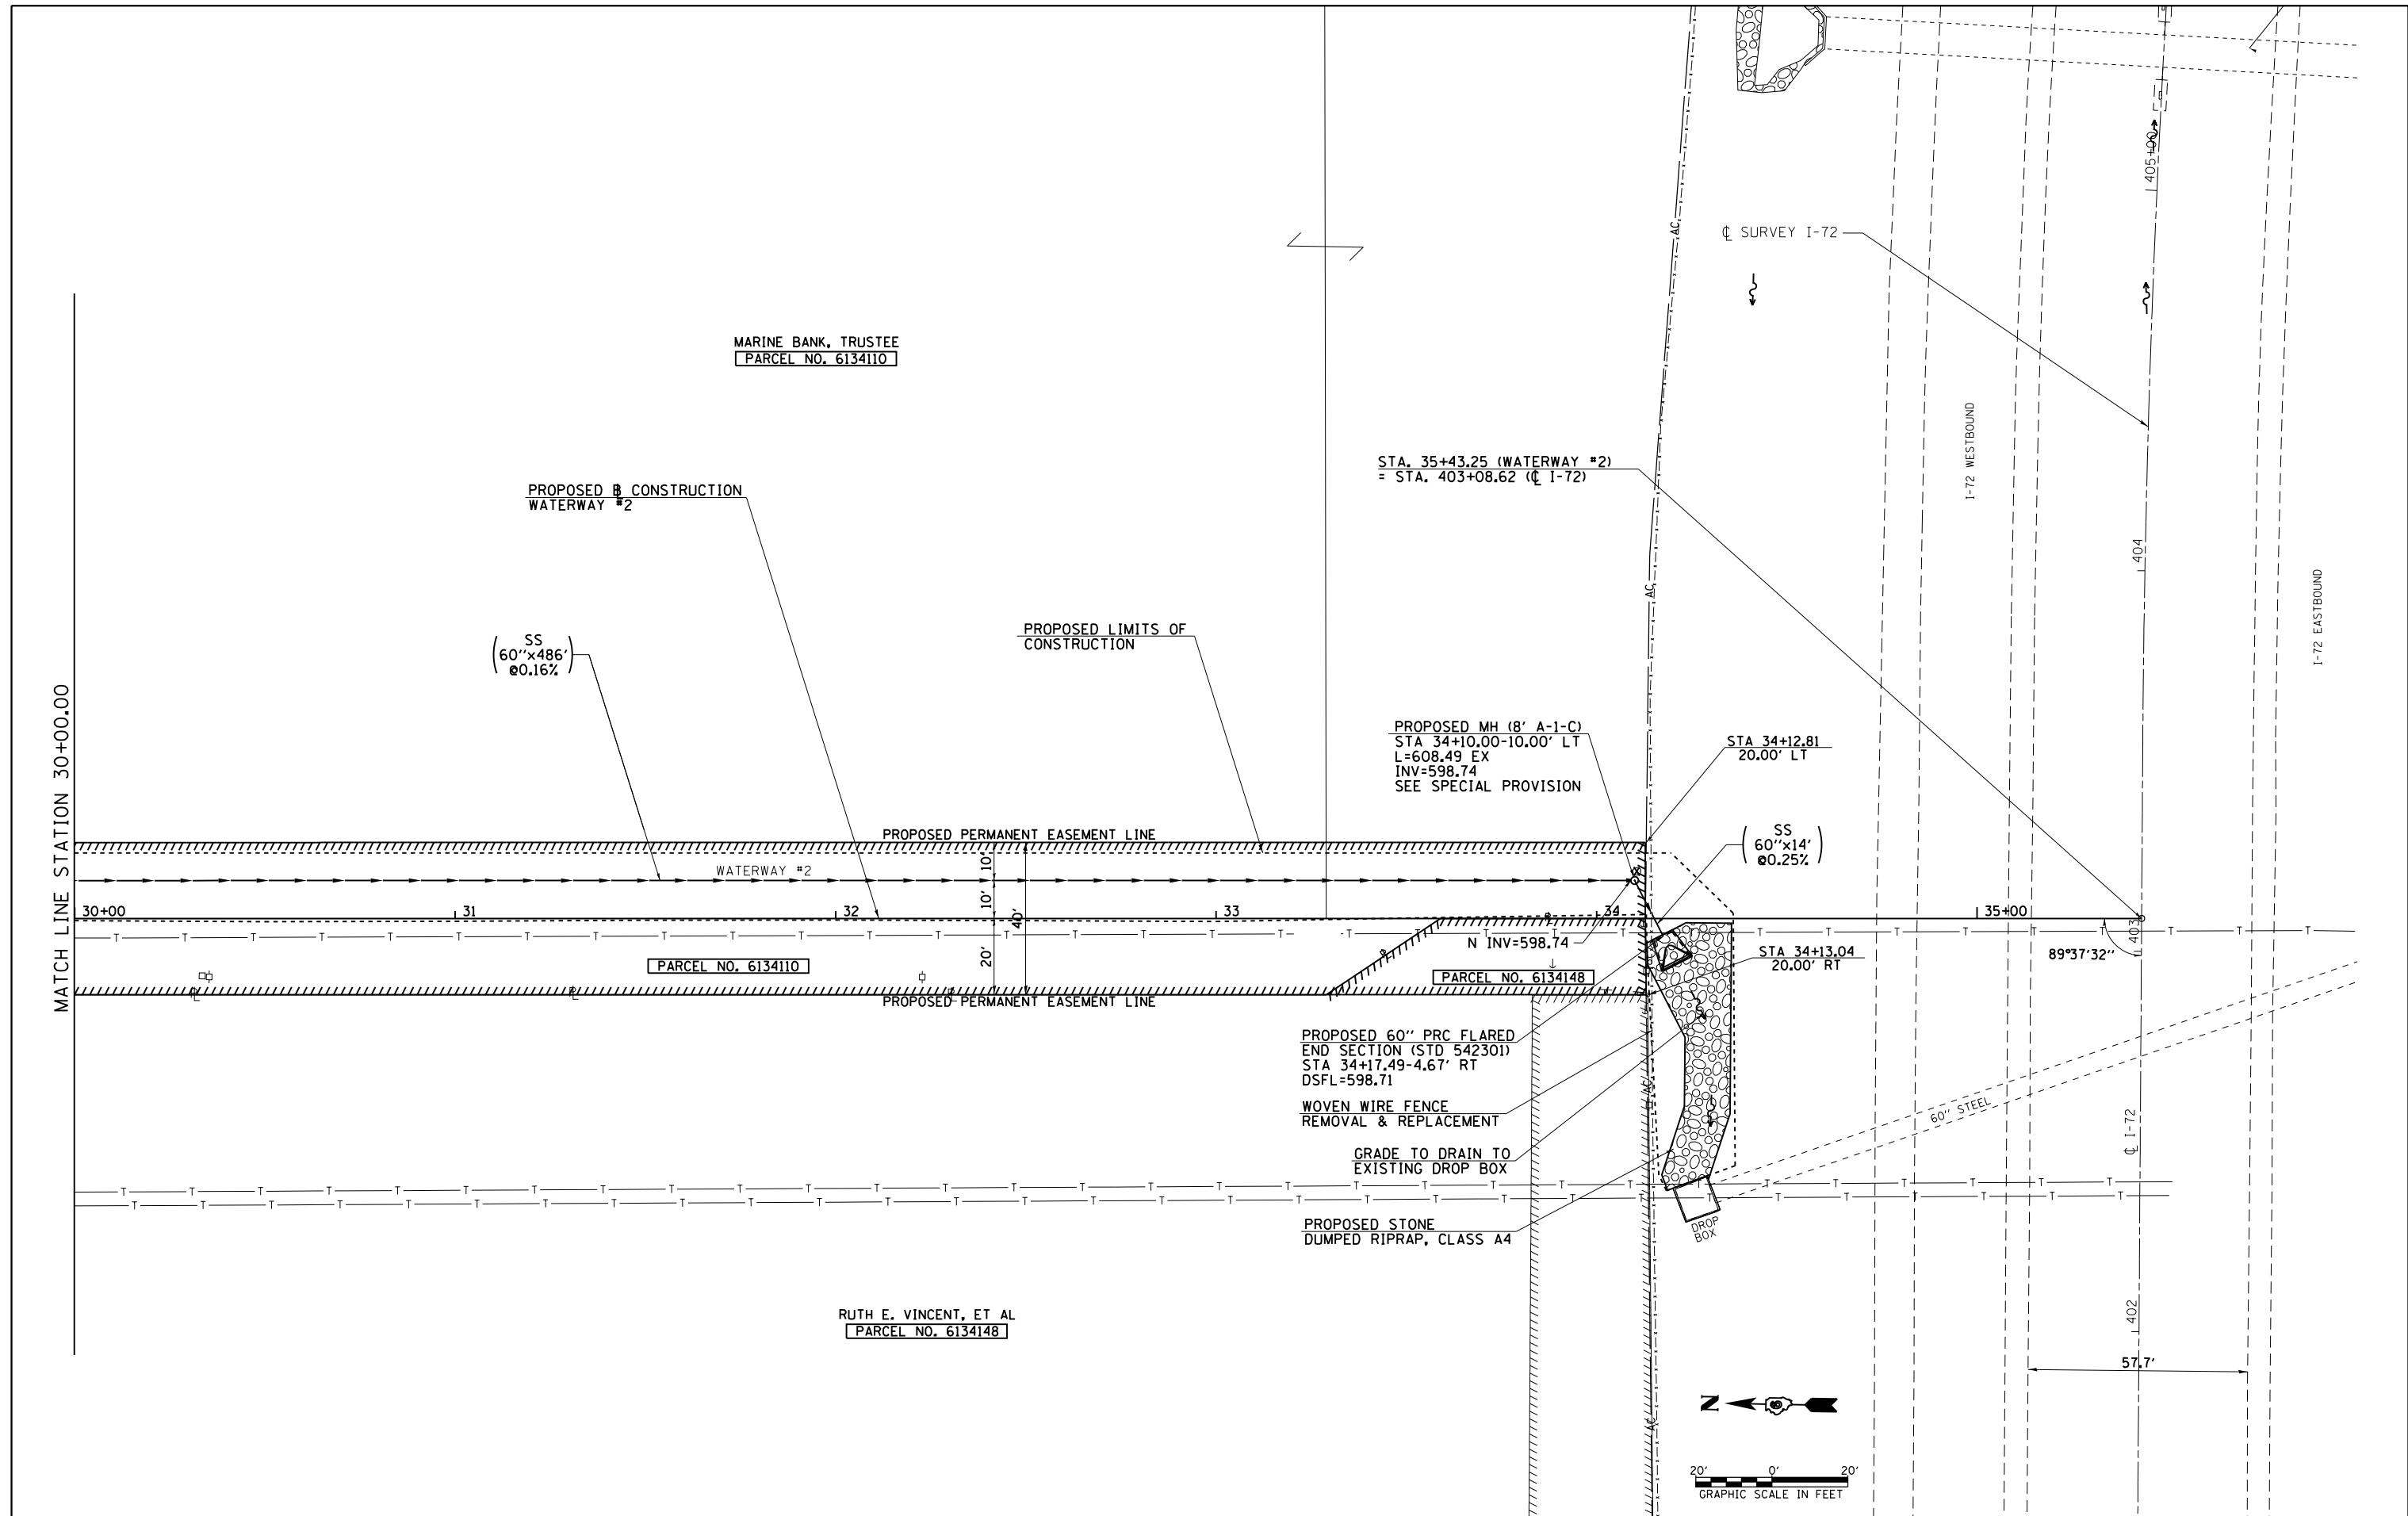 405+00
AC
℄ SURVEY I-72
MARINE BANK, TRUSTEE
PARCEL NO. 6134110
I-72 WESTBOUND
STA. 35+43.25 (WATERWAY #2)
= STA. 403+08.62 (℄ I-72)
PROPOSED ⅊ CONSTRUCTION
WATERWAY #2
404
AC
I-72 EASTBOUND
SS
60''x486'
@0.16%
PROPOSED LIMITS OF
CONSTRUCTION
MATCH LINE STATION 30+00.00
PROPOSED MH (8' A-1-C)
STA 34+10.00-10.00' LT
L=608.49 EX
INV=598.74
SEE SPECIAL PROVISION
STA 34+12.81
20.00' LT
SS
60''x14'
@0.25%
PROPOSED PERMANENT EASEMENT LINE
WATERWAY #2
10'
10'
40'
20'
30+00
31
32
33
34
35+00
403
N INV=598.74
89°37'32''
STA 34+13.04
20.00' RT
PARCEL NO. 6134110
PARCEL NO. 6134148
PROPOSED PERMANENT EASEMENT LINE
PROPOSED 60'' PRC FLARED
END SECTION (STD 542301)
STA 34+17.49-4.67' RT
DSFL=598.71
WOVEN WIRE FENCE
REMOVAL & REPLACEMENT
AC
60'' STEEL
℄ I-72
GRADE TO DRAIN TO
EXISTING DROP BOX
PROPOSED STONE
DUMPED RIPRAP, CLASS A4
DROP
BOX
RUTH E. VINCENT, ET AL
PARCEL NO. 6134148
402
57.7'
AC
N
20' 0' 20'
GRAPHIC SCALE IN FEET